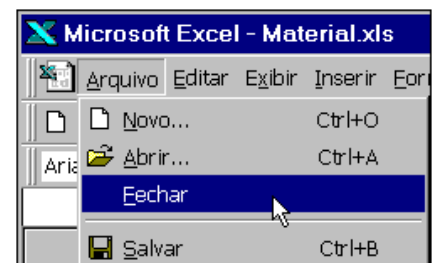 Microsoft Excel - Material.xls
Arquivo Editar Exibir Inserir
Novo... Ctrl+O
Abrir... Ctrl+A
Fechar
Salvar Ctrl+B